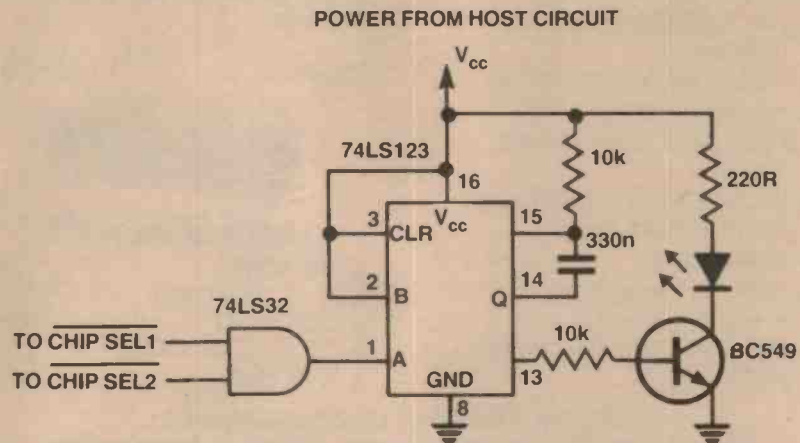 POWER FROM HOST CIRCUIT
Vcc
74LS123
16
10k
220R
Vcc
15
3
CLR
330n
2
B
14
Q
74LS32
TO CHIP SEL1
1
A
10k
BC549
TO CHIP SEL2
GND
13
8